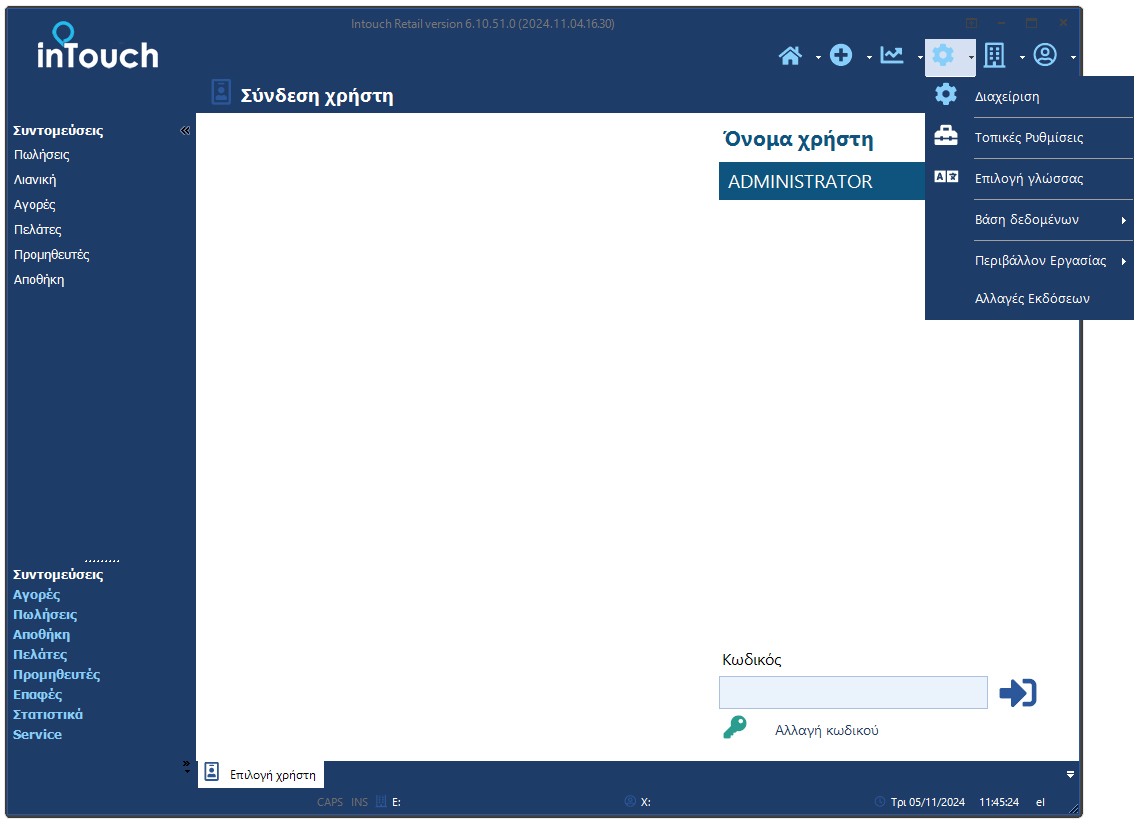 Intouch Retail version 6.10.51.0 (2024.11.04.1630)
inTouch
Σύνδεση χρήστη
Συντομεύσεις
Πωλήσεις
Λιανική
Αγορές
Πελάτες
Προμηθευτές
Αποθήκη
Όνομα χρήστη
ADMINISTRATOR
Διαχείριση
Τοπικές Ρυθμίσεις
Επιλογή γλώσσας
Βάση δεδομένων
Περιβάλλον Εργασίας
Αλλαγές Εκδόσεων
Συντομεύσεις
Αγορές
Πωλήσεις
Αποθήκη
Πελάτες
Προμηθευτές
Επαφές
Στατιστικά
Service
Κωδικός
Αλλαγή κωδικού
Επιλογή χρήστη
CAPS INS E: X: Τρι 05/11/2024 11:45:24 el